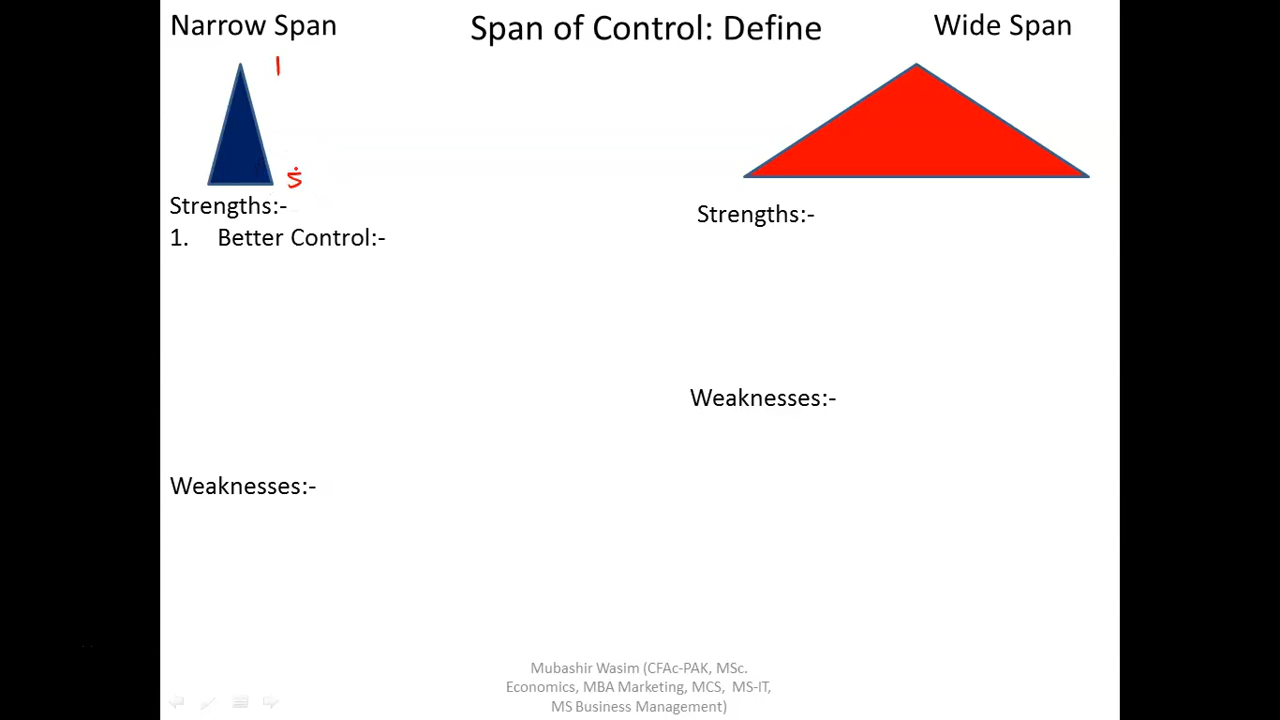 Narrow Span
Span of Control: Define
Wide Span
1
5
Strengths:-
1. Better Control:-
Strengths:-
Weaknesses:-
Weaknesses:-
Mubashir Wasim (CFAc-PAK, MSc.
Economics, MBA Marketing, MCS, MS-IT,
MS Business Management)